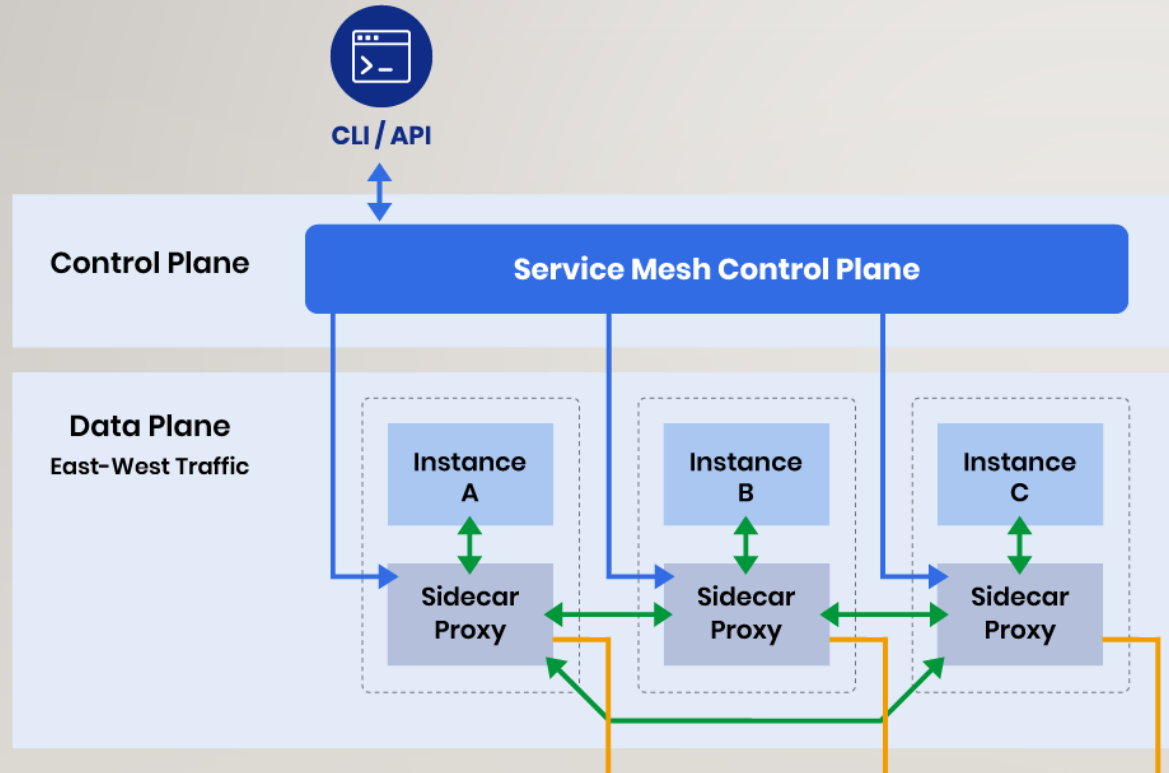 CLI / API
Control Plane
Service Mesh Control Plane
Data Plane
East-West Traffic
Instance
A
Instance
B
Instance
C
Sidecar
Proxy
Sidecar
Proxy
Sidecar
Proxy